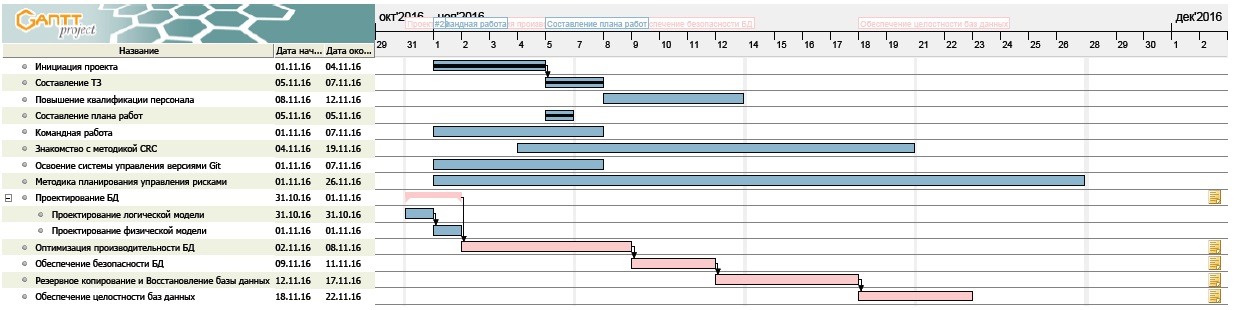 GANTT
project
окт'2016
ноя'2016
дек'2016
#2
Командная работа
Составление плана работ
Обеспечение целостности баз данных
Название Дата нач... Дата око...
29 31 1 2 3 4 5 6 7 8 9 10 11 12 13 14 15 16 17 18 19 20 21 22 23 24 25 26 27 28 29 30 1 2
Инициация проекта 01.11.16 04.11.16
Составление ТЗ 05.11.16 07.11.16
Повышение квалификации персонала 08.11.16 12.11.16
Составление плана работ 05.11.16 05.11.16
Командная работа 01.11.16 07.11.16
Знакомство с методикой CRC 04.11.16 19.11.16
Освоение системы управления версиями Git 01.11.16 07.11.16
Методика планирования управления рисками 01.11.16 26.11.16
Проектирование БД 31.10.16 01.11.16
Проектирование логической модели 31.10.16 31.10.16
Проектирование физической модели 01.11.16 01.11.16
Оптимизация производительности БД 02.11.16 08.11.16
Обеспечение безопасности БД 09.11.16 11.11.16
Резервное копирование и Восстановление базы данных 12.11.16 17.11.16
Обеспечение целостности баз данных 18.11.16 22.11.16